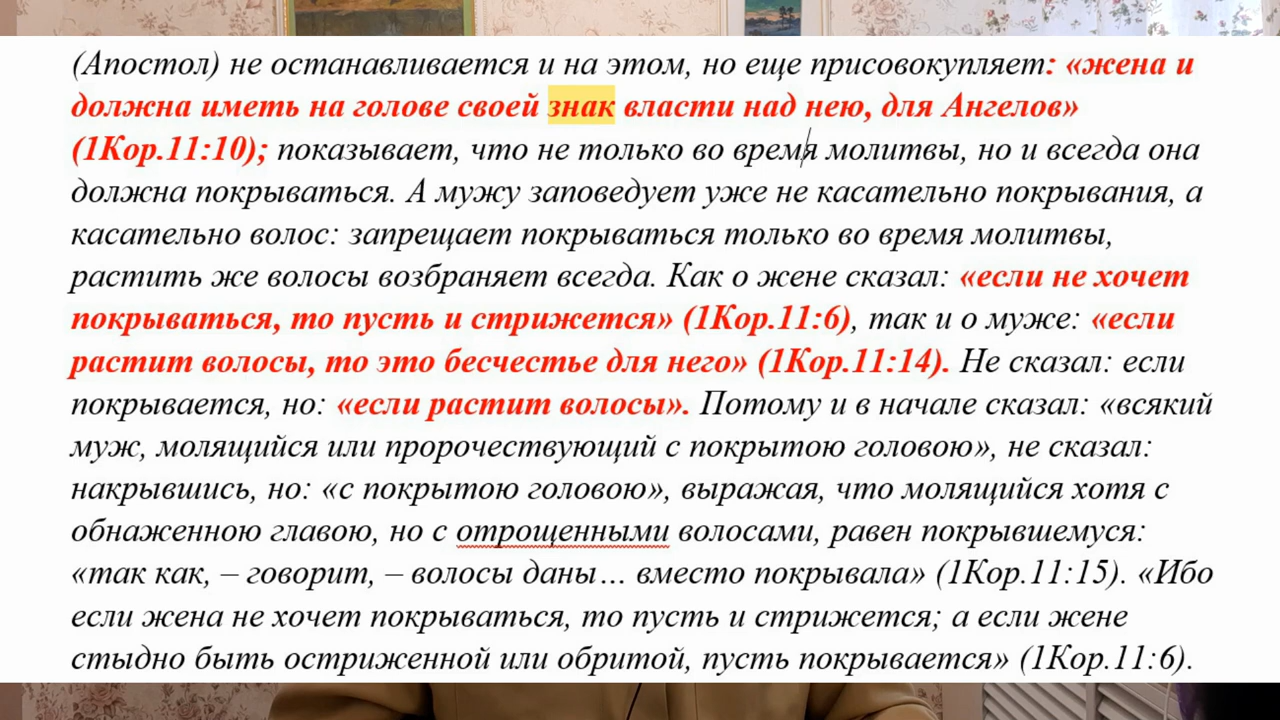 (Апостол) не останавливается и на этом, но еще присовокупляет: «жена и
должна иметь на голове своей знак власти над нею, для Ангелов»
(1Кор.11:10); показывает, что не только во время молитвы, но и всегда она
должна покрываться. А мужу заповедует уже не касательно покрывания, а
касательно волос: запрещает покрываться только во время молитвы,
растить же волосы возбраняет всегда. Как о жене сказал: «если не хочет
покрываться, то пусть и стрижется» (1Кор.11:6), так и о муже: «если
растит волосы, то это бесчестье для него» (1Кор.11:14). Не сказал: если
покрывается, но: «если растит волосы». Потому и в начале сказал: «всякий
муж, молящийся или пророчествующий с покрытою головою», не сказал:
накрывшись, но: «с покрытою головою», выражая, что молящийся хотя с
обнаженною главою, но с отрощенными волосами, равен покрывшемуся:
«так как, – говорит, – волосы даны… вместо покрывала» (1Кор.11:15). «Ибо
если жена не хочет покрываться, то пусть и стрижется; а если жене
стыдно быть остриженной или обритой, пусть покрывается» (1Кор.11:6).